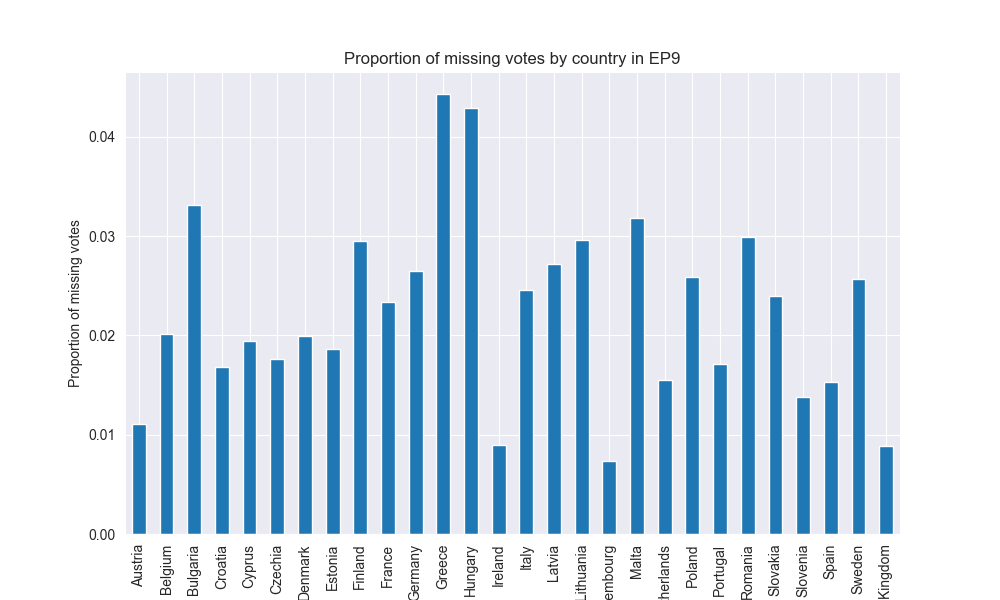 Proportion of missing votes by country in EP9
Proportion of missing votes
0.04
0.03
0.02
0.01
0.00
Austria
Belgium
Bulgaria
Croatia
Cyprus
Czechia
Denmark
Estonia
Finland
France
Germany
Greece
Hungary
Ireland
Italy
Latvia
Lithuania
embourg
Malta
therlands
Poland
Portugal
Romania
Slovakia
Slovenia
Spain
Sweden
Kingdom